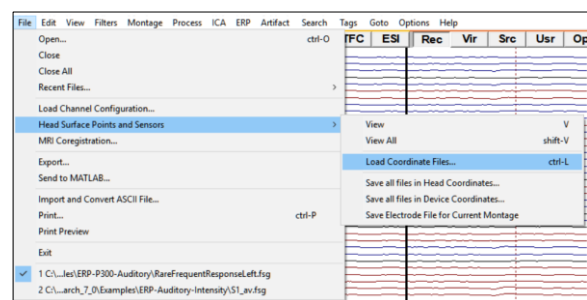 File Edit View Filters Montage Process ICA ERP Artifact Search Tags Goto Options Help
TFC ESI Rec Vir Src Usr Op
Open... ctrl-O
Close
Close All
Recent Files... >
Load Channel Configuration...
Head Surface Points and Sensors >
MRI Coregistration...
Export...
Send to MATLAB...
Import and Convert ASCII File...
Print... ctrl-P
Print Preview
Exit
1 C:\...les\ERP-P300-Auditory\RareFrequentResponseLeft.fsg
2 C:\...arch_7_0\Examples\ERP-Auditory-Intensity\S1_av.fsg
View V
View All shift-V
Load Coordinate Files... ctrl-L
Save all files in Head Coordinates...
Save all files in Device Coordinates...
Save Electrode File for Current Montage